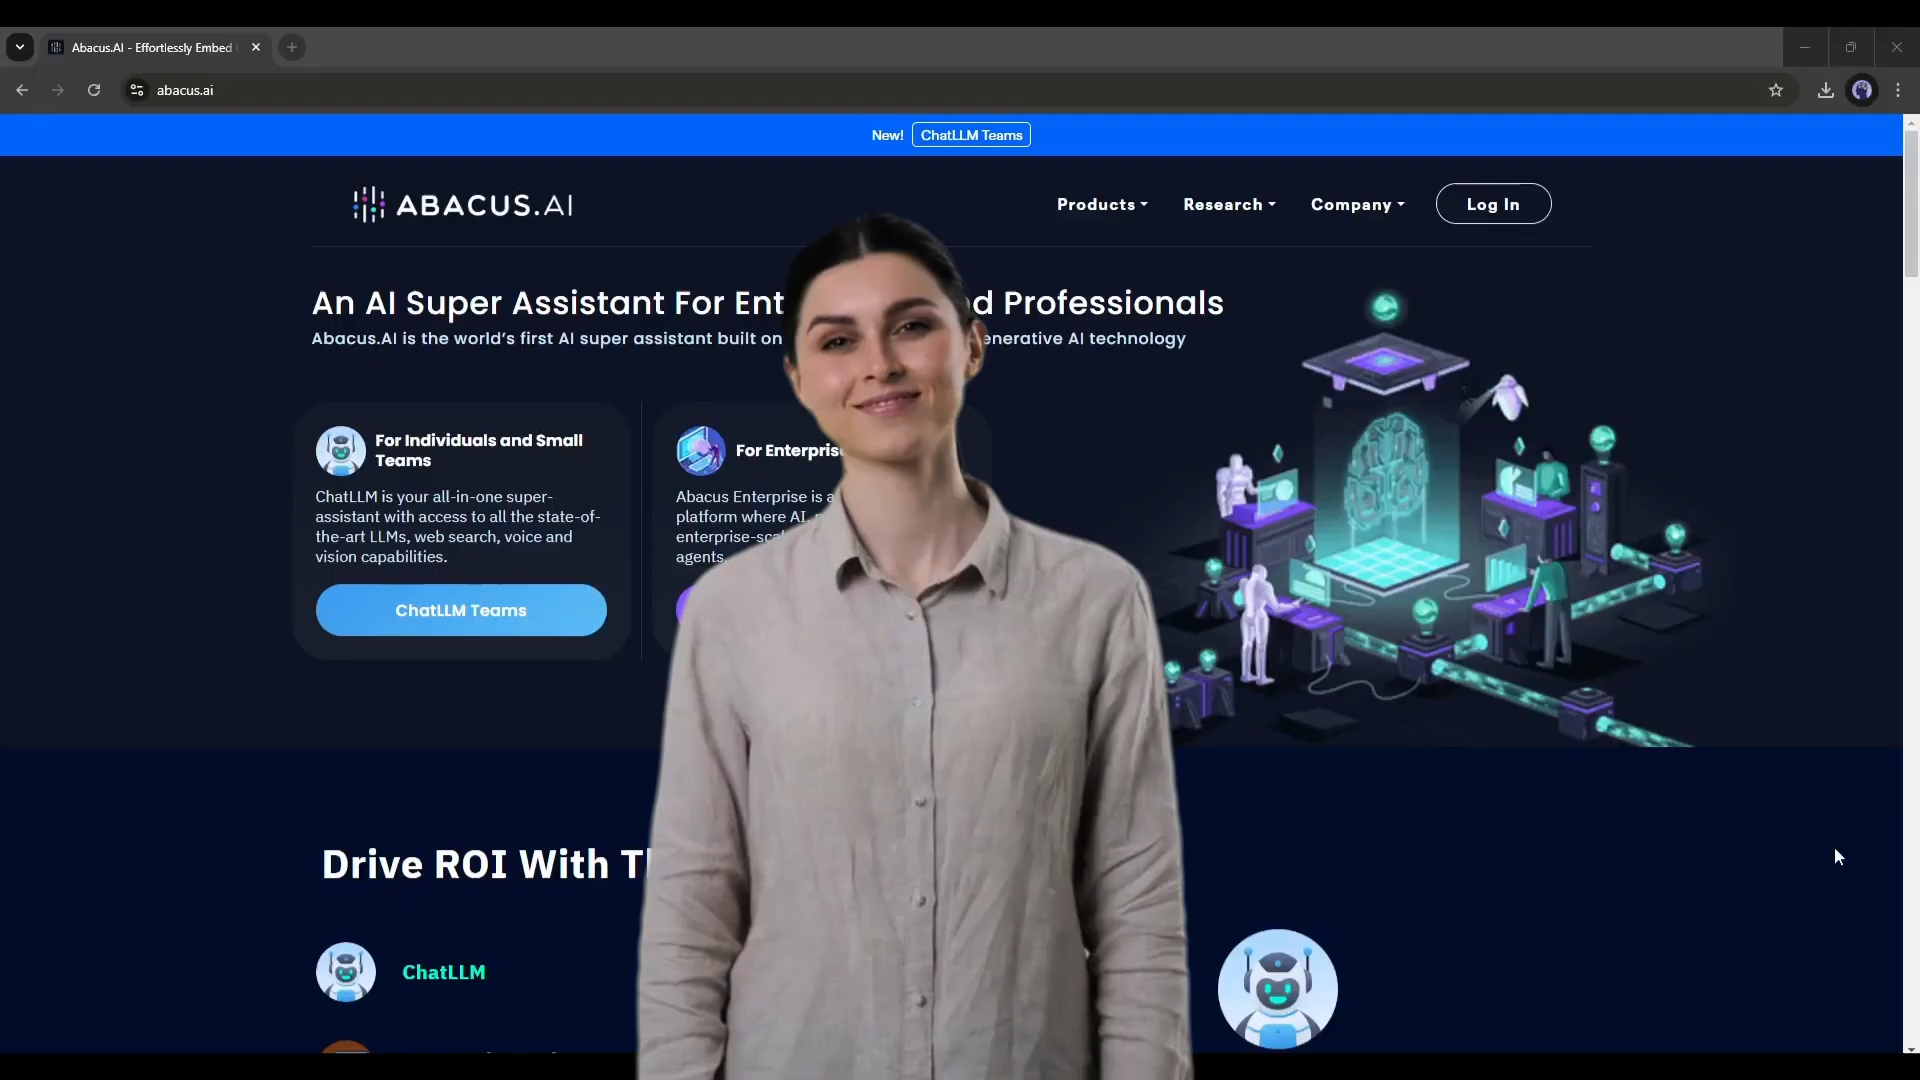 Abacus.AI - Effortlessly Embed
abacus.ai
New! ChatLLM Teams
ABACUS.AI
Products Research Company Log In
An AI Super Assistant For Ent d Professionals
Abacus.AI is the world's first AI super assistant built on enerative AI technology
For Individuals and Small
Teams
ChatLLM is your all-in-one super-
assistant with access to all the state-of-
the-art LLMs, web search, voice and
vision capabilities.
ChatLLM Teams
For Enterpris
Abacus Enterprise is a
platform where AI,
enterprise-scal
agents
Drive ROI With T
ChatLLM